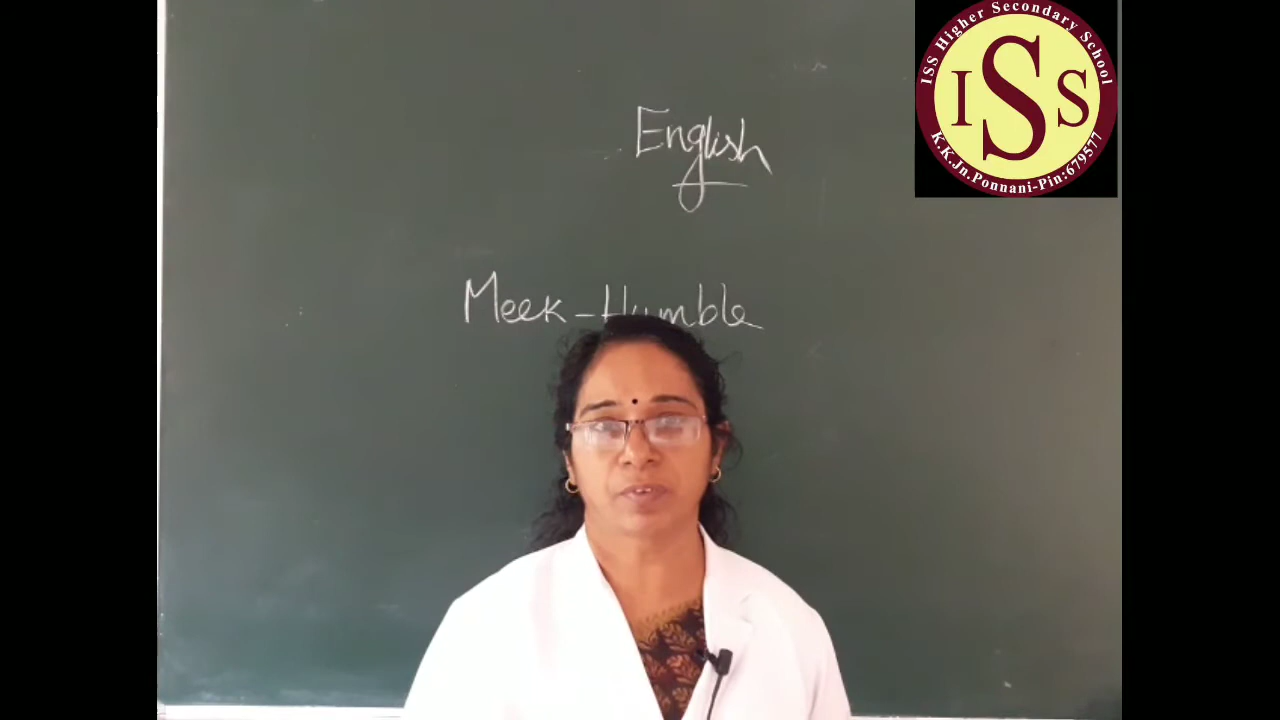 English
Meek - Humble
ISS Higher Secondary School
ISS
K.K.Jn.Ponnani-Pin:679577